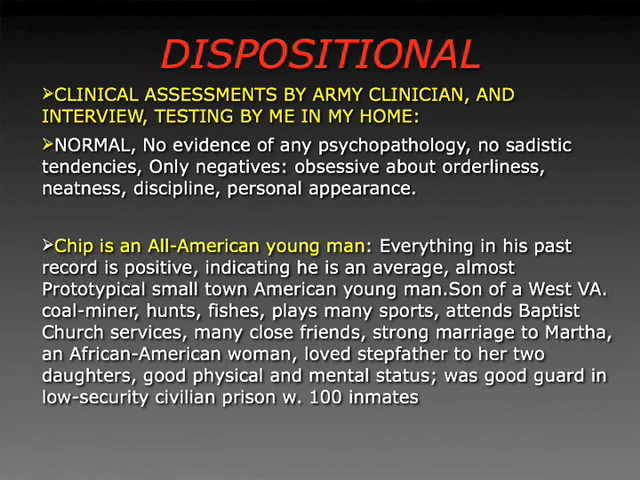 DISPOSITIONAL
➢CLINICAL ASSESSMENTS BY ARMY CLINICIAN, AND
INTERVIEW, TESTING BY ME IN MY HOME:
➢NORMAL, No evidence of any psychopathology, no sadistic
tendencies, Only negatives: obsessive about orderliness,
neatness, discipline, personal appearance.
➢Chip is an All-American young man: Everything in his past
record is positive, indicating he is an average, almost
Prototypical small town American young man.Son of a West VA.
coal-miner, hunts, fishes, plays many sports, attends Baptist
Church services, many close friends, strong marriage to Martha,
an African-American woman, loved stepfather to her two
daughters, good physical and mental status; was good guard in
low-security civilian prison w. 100 inmates